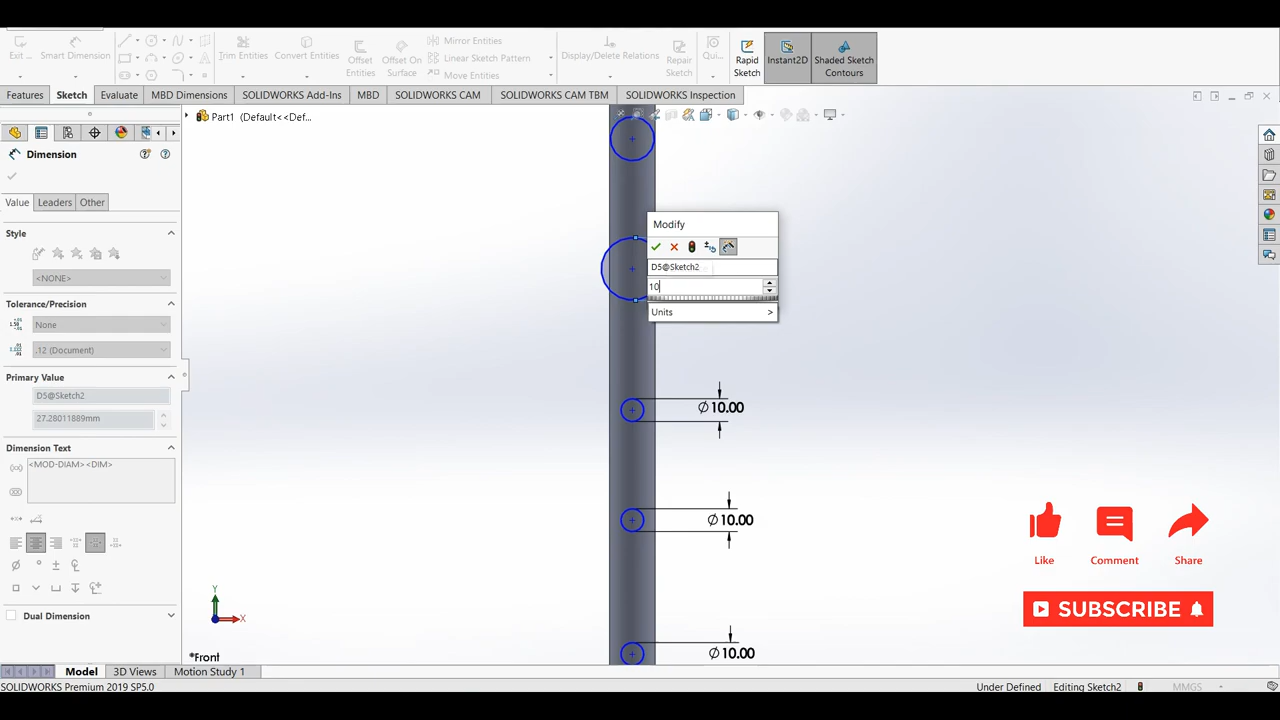 Exit ...
Smart Dimension
Trim Entities
Convert Entities
Offset Entities
Offset On Surface
Mirror Entities
Linear Sketch Pattern
Move Entities
Display/Delete Relations
Repair Sketch
Qui...
Rapid Sketch
Instant2D
Shaded Sketch Contours
Features
Sketch
Evaluate
MBD Dimensions
SOLIDWORKS Add-Ins
MBD
SOLIDWORKS CAM
SOLIDWORKS CAM TBM
SOLIDWORKS Inspection
Part1 (Default<<Def...
Dimension
Value
Leaders
Other
Style
<NONE>
Tolerance/Precision
None
.12 (Document)
Primary Value
D5@Sketch2
27.28011889mm
Dimension Text
<MOD-DIAM><DIM>
Dual Dimension
Modify
D5@Sketch2
10
Units >
∅10.00
∅10.00
∅10.00
Y
X
*Front
Like
Comment
Share
SUBSCRIBE
Model
3D Views
Motion Study 1
SOLIDWORKS Premium 2019 SP5.0
Under Defined
Editing Sketch2
MMGS